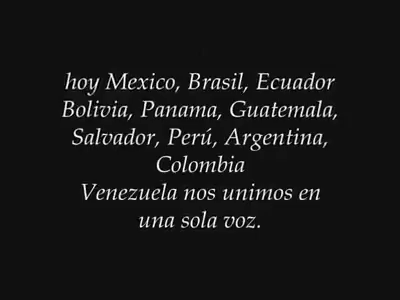 hoy Mexico, Brasil, Ecuador
Bolivia, Panama, Guatemala,
Salvador, Perú, Argentina,
Colombia
Venezuela nos unimos en
una sola voz.